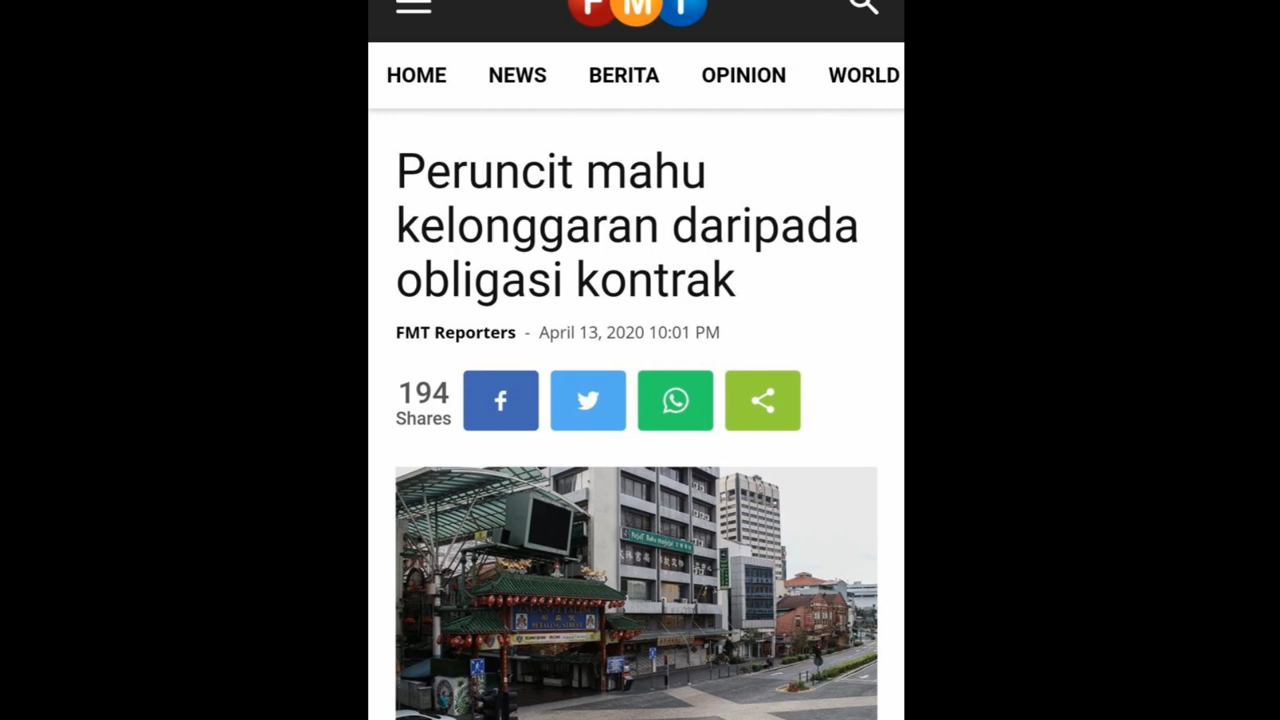 FMT
HOME NEWS BERITA OPINION WORLD
Peruncit mahu
kelonggaran daripada
obligasi kontrak
FMT Reporters - April 13, 2020 10:01 PM
194
Shares
PETALING STREET